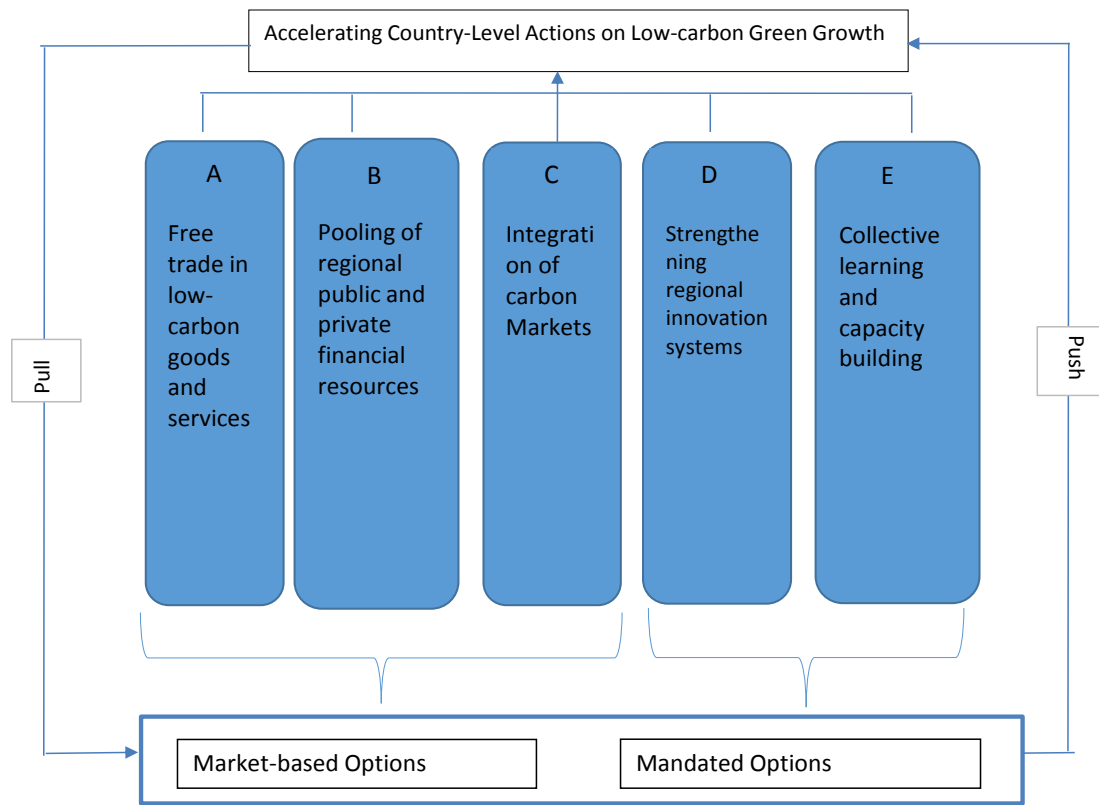 Accelerating Country-Level Actions on Low-carbon Green Growth
A
Free
trade in
low-
carbon
goods
and
services
B
Pooling of
regional
public and
private
financial
resources
C
Integrati
on of
carbon
Markets
D
Strengthe
ning
regional
innovation
systems
E
Collective
learning
and
capacity
building
Pull
Push
Market-based Options
Mandated Options